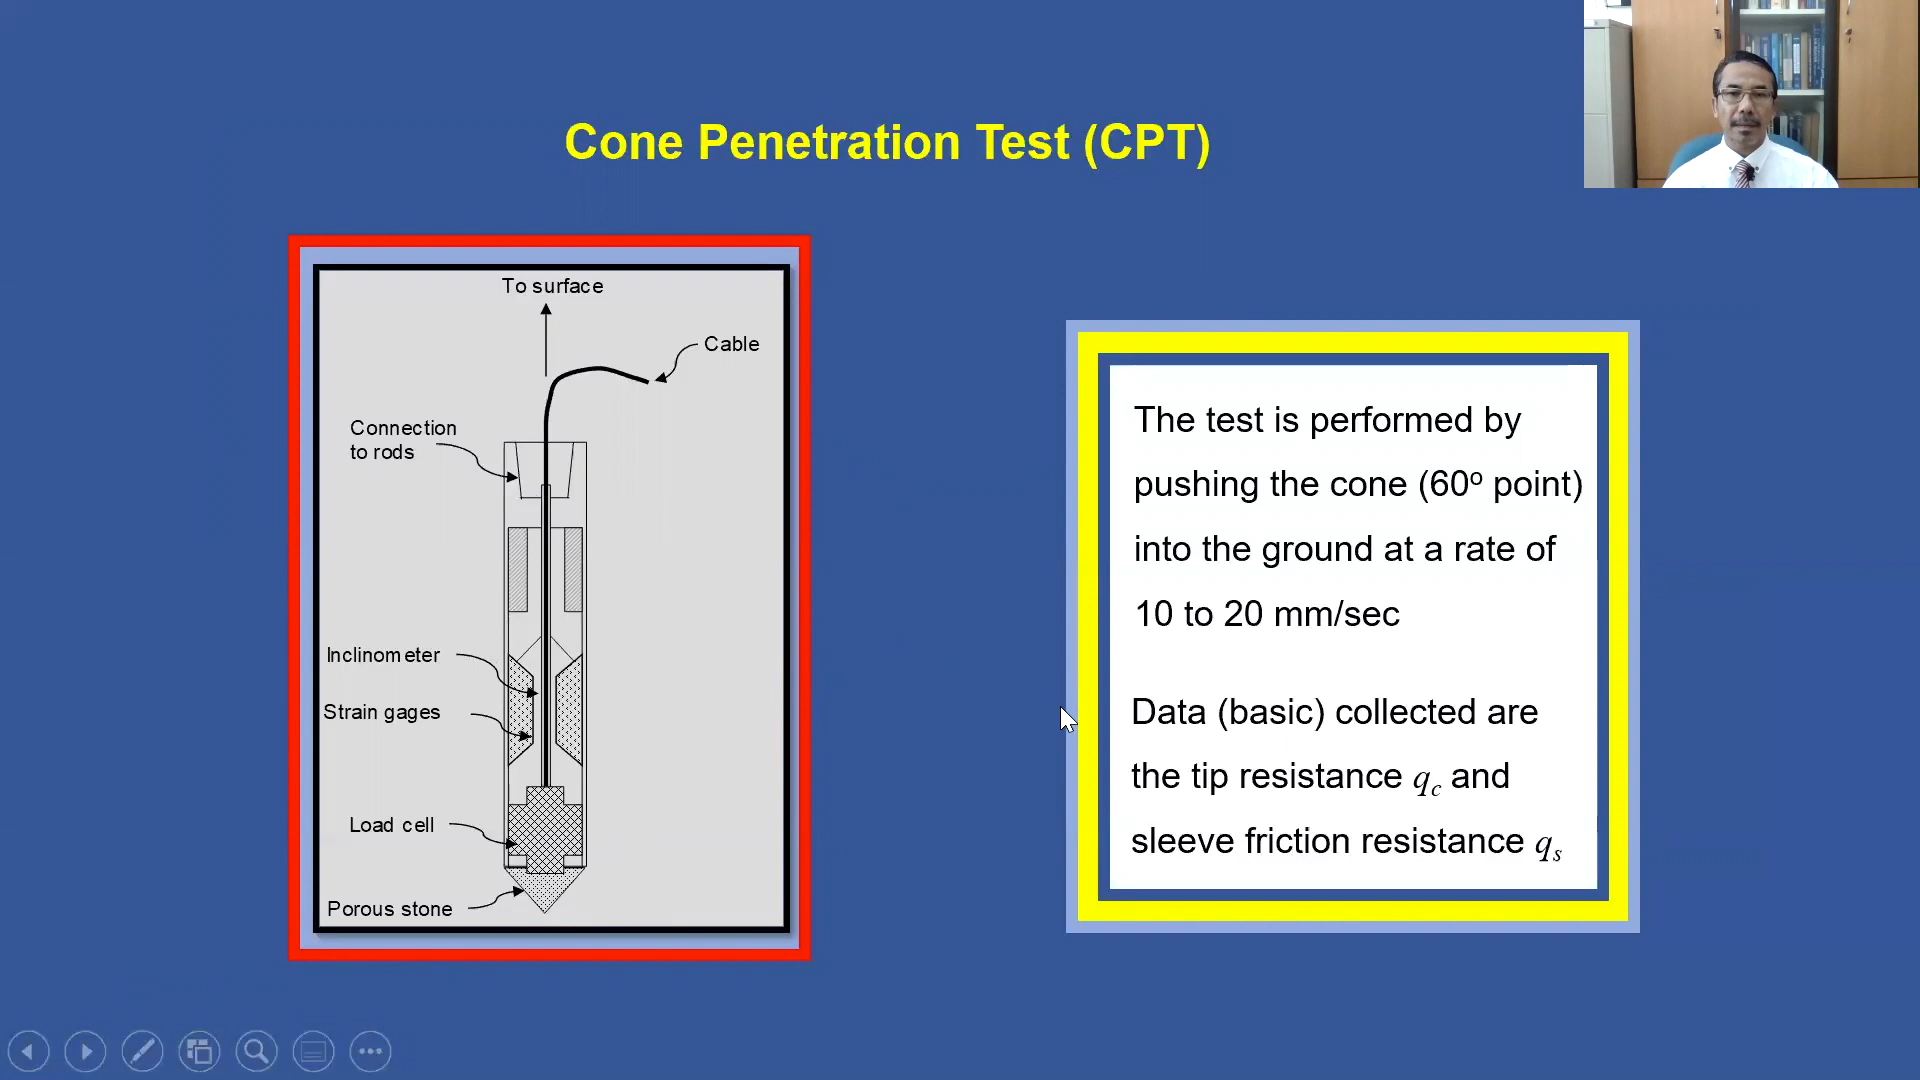 Cone Penetration Test (CPT)
To surface
Cable
Connection
to rods
Inclinometer
Strain gages
Load cell
Porous stone
The test is performed by
pushing the cone (60º point)
into the ground at a rate of
10 to 20 mm/sec
Data (basic) collected are
the tip resistance qc and
sleeve friction resistance qs